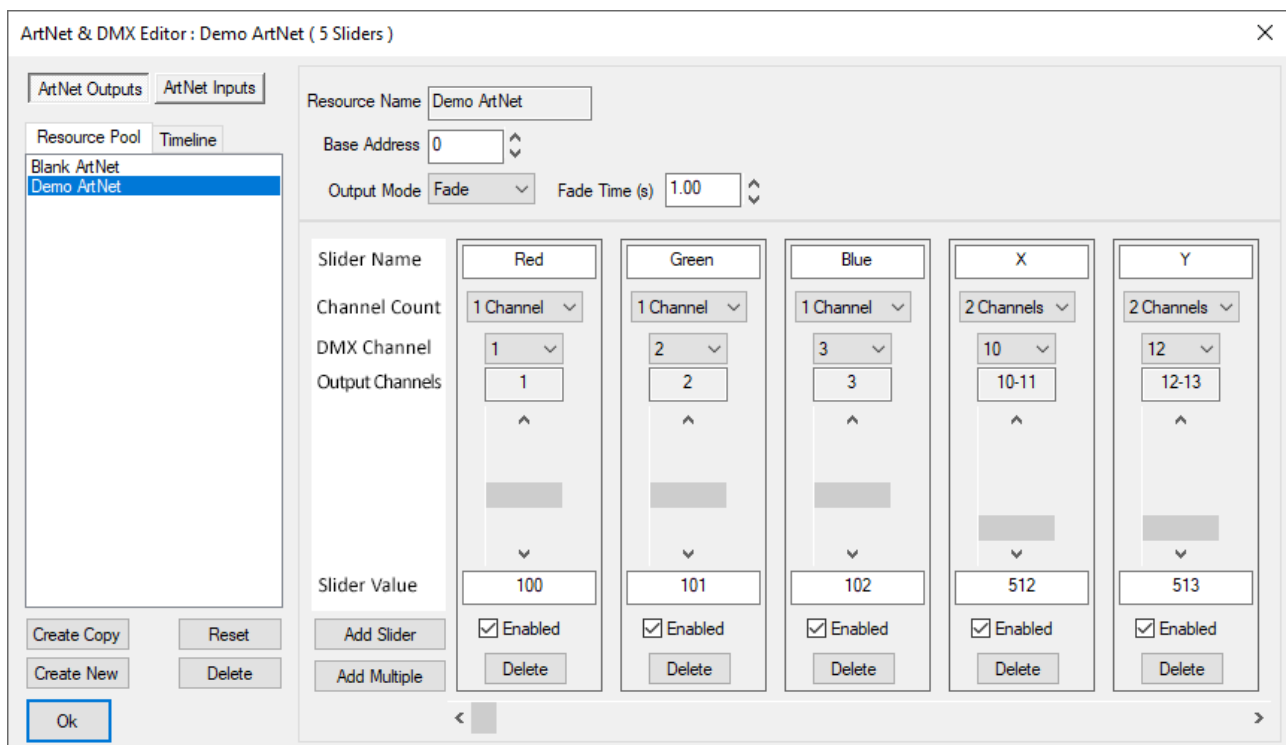 ArtNet & DMX Editor : Demo ArtNet ( 5 Sliders )
ArtNet Outputs ArtNet Inputs
Resource Pool Timeline
Blank ArtNet
Demo ArtNet
Resource Name Demo ArtNet
Base Address 0
Output Mode Fade Fade Time (s) 1.00
Slider Name Red Green Blue X Y
Channel Count 1 Channel 1 Channel 1 Channel 2 Channels 2 Channels
DMX Channel 1 2 3 10 12
Output Channels 1 2 3 10-11 12-13
Slider Value 100 101 102 512 513
Create Copy Reset Add Slider Enabled Enabled Enabled Enabled Enabled
Create New Delete Add Multiple Delete Delete Delete Delete Delete
Ok